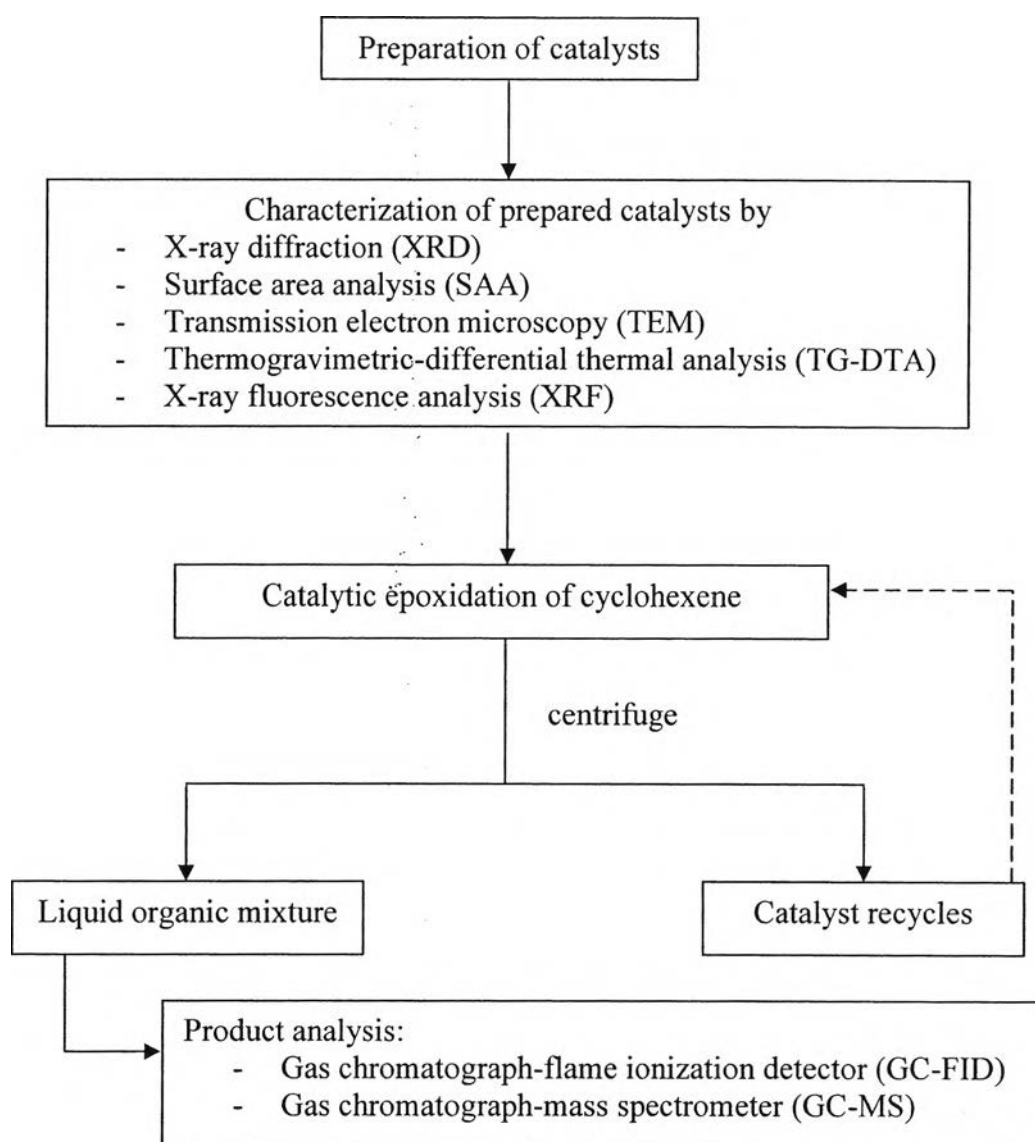 Preparation of catalysts
Characterization of prepared catalysts by
- X-ray diffraction (XRD)
- Surface area analysis (SAA)
- Transmission electron microscopy (TEM)
- Thermogravimetric-differential thermal analysis (TG-DTA)
- X-ray fluorescence analysis (XRF)
Catalytic epoxidation of cyclohexene
centrifuge
Liquid organic mixture
Catalyst recycles
Product analysis:
- Gas chromatograph-flame ionization detector (GC-FID)
- Gas chromatograph-mass spectrometer (GC-MS)